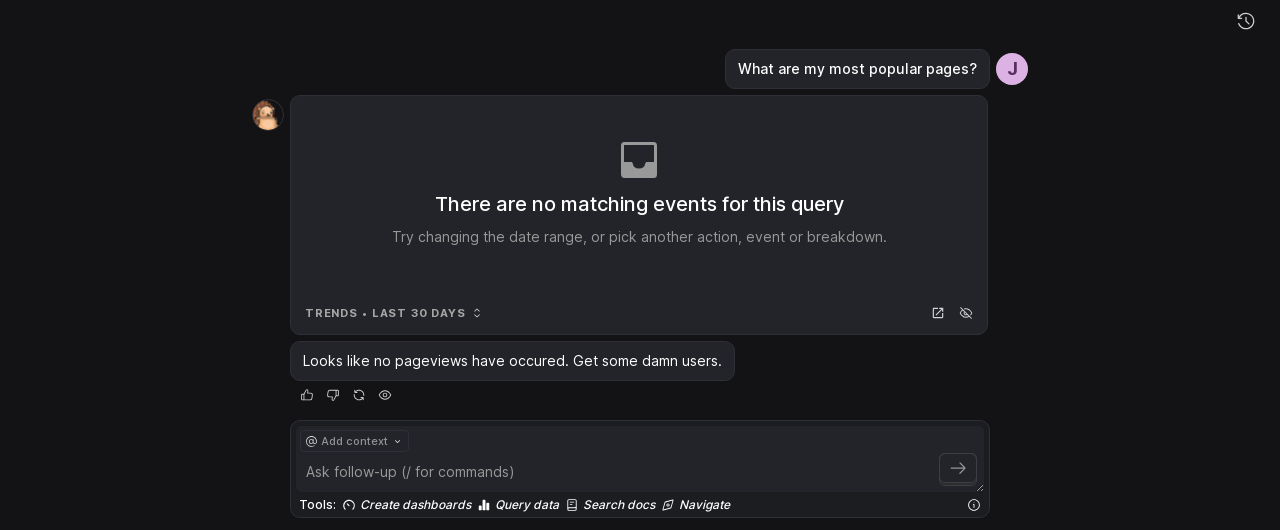 What are my most popular pages?
J
There are no matching events for this query
Try changing the date range, or pick another action, event or breakdown.
TRENDS • LAST 30 DAYS
Looks like no pageviews have occured. Get some damn users.
@ Add context
Ask follow-up (/ for commands)
Tools: Create dashboards Query data Search docs Navigate